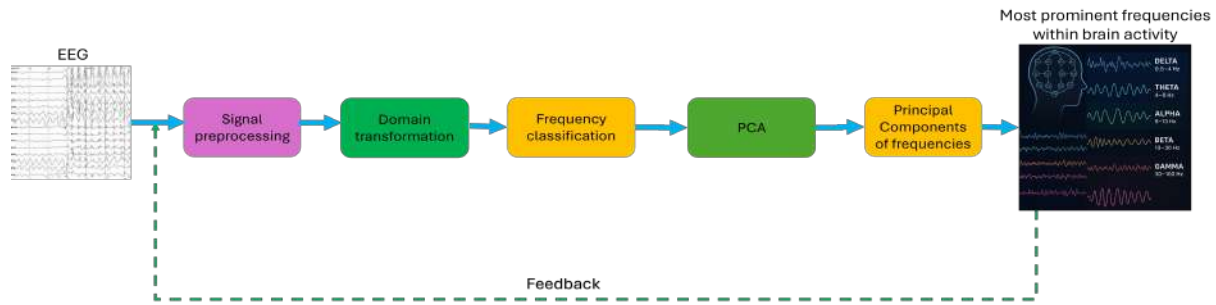 Most prominent frequencies
within brain activity
EEG
Signal
preprocessing
Domain
transformation
Frequency
classification
PCA
Principal
Components
of frequencies
DELTA
THETA
ALPHA
BETA
GAMMA
Feedback